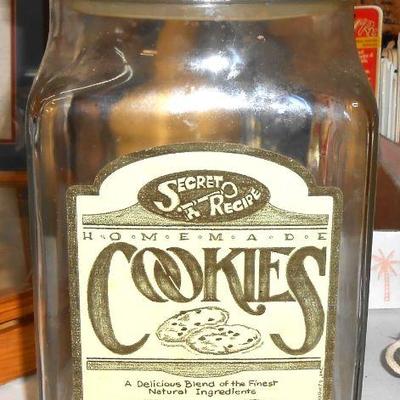 SECRET
RECIPE
HOMEMADE
COOKIES
A Delicious Blend of the Finest
Natural Ingredients